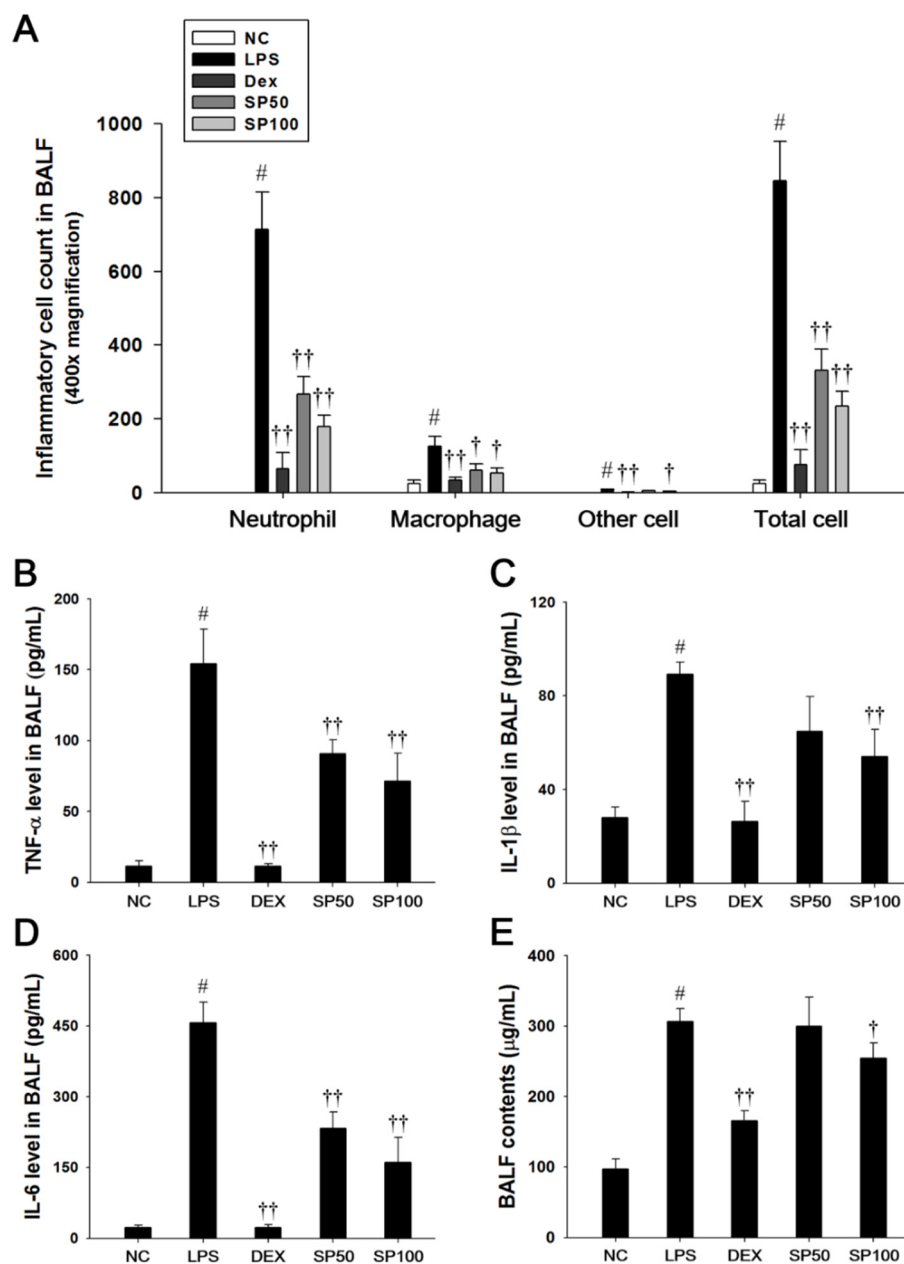 A
NC
LPS
Dex
SP50
SP100
Inflammatory cell count in BALF
(400x magnification)
1000
800
600
400
200
0
#
††
††
††
#
††
†
†
#
††
†
#
††
††
††
Neutrophil Macrophage Other cell Total cell
B
TNF-α level in BALF (pg/mL)
200
150
100
50
0
#
††
††
††
NC LPS DEX SP50 SP100
C
IL-1β level in BALF (pg/mL)
120
80
40
0
#
††
††
NC LPS DEX SP50 SP100
D
IL-6 level in BALF (pg/mL)
600
450
300
150
0
#
††
††
††
NC LPS DEX SP50 SP100
E
BALF contents (μg/mL)
400
300
200
100
0
#
††
†
NC LPS DEX SP50 SP100